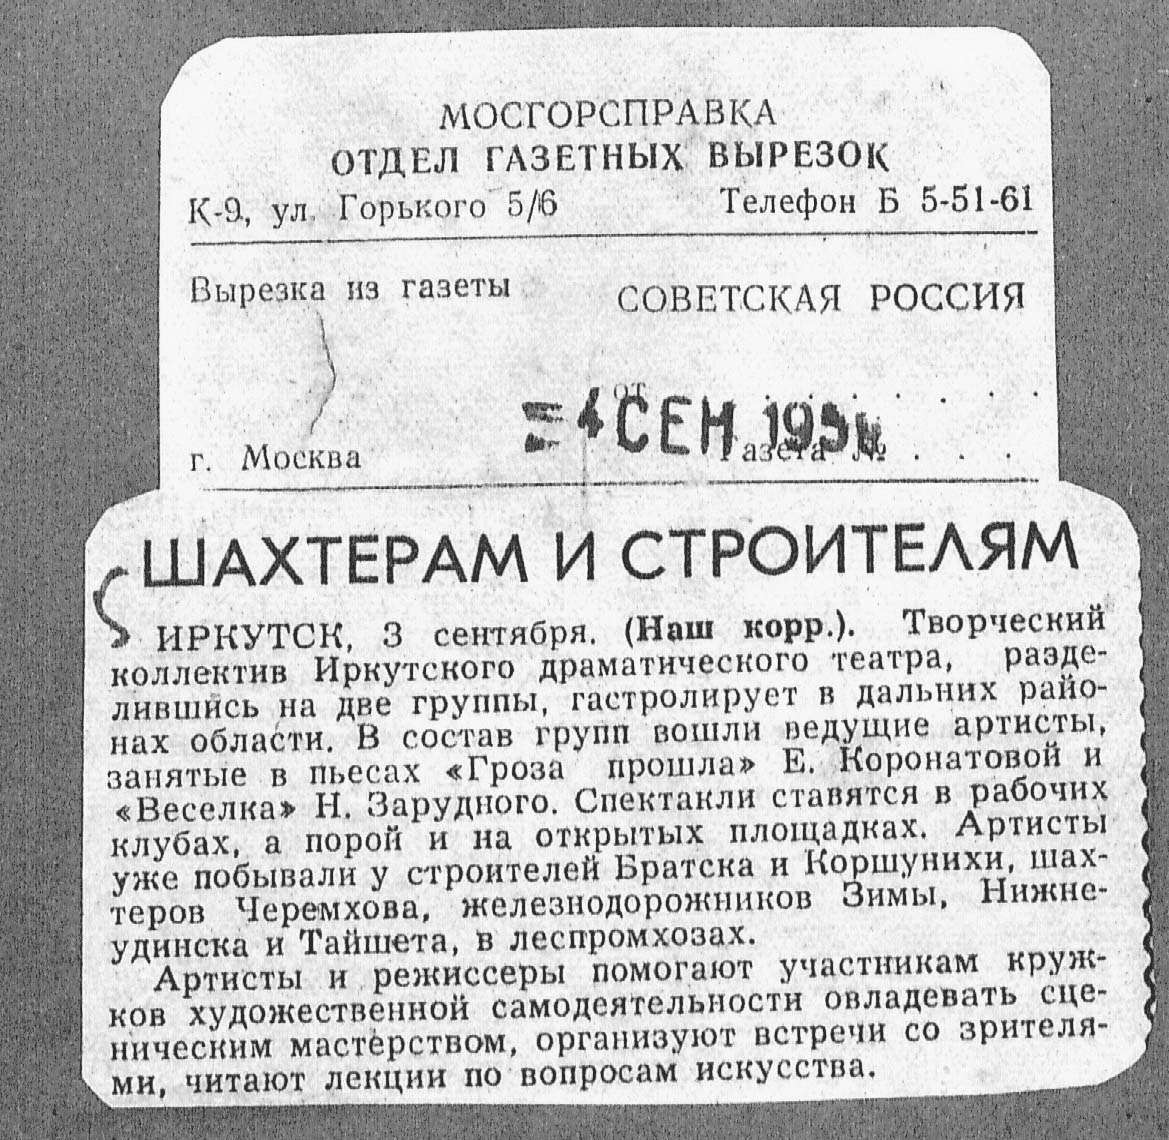 МОСГОРСПРАВКА
ОТДЕЛ ГАЗЕТНЫХ ВЫРЕЗОК
К-9, ул. Горького 5/6 Телефон Б 5-51-61
Вырезка из газеты СОВЕТСКАЯ РОССИЯ
от . . . . . . .
4 СЕН
г. Москва Газета № . . .
ШАХТЕРАМ И СТРОИТЕЛЯМ
ИРКУТСК, 3 сентября. (Наш корр.). Творческий
коллектив Иркутского драматического театра, разде-
лившись на две группы, гастролирует в дальних райо-
нах области. В состав групп вошли ведущие артисты,
занятые в пьесах «Гроза прошла» Е. Коронатовой и
«Веселка» Н. Зарудного. Спектакли ставятся в рабочих
клубах, а порой и на открытых площадках. Артисты
уже побывали у строителей Братска и Коршунихи, шах-
теров Черемхова, железнодорожников Зимы, Нижне-
удинска и Тайшета, в леспромхозах.
Артисты и режиссеры помогают участникам круж-
ков художественной самодеятельности овладевать сце-
ническим мастерством, организуют встречи со зрителя-
ми, читают лекции по вопросам искусства.